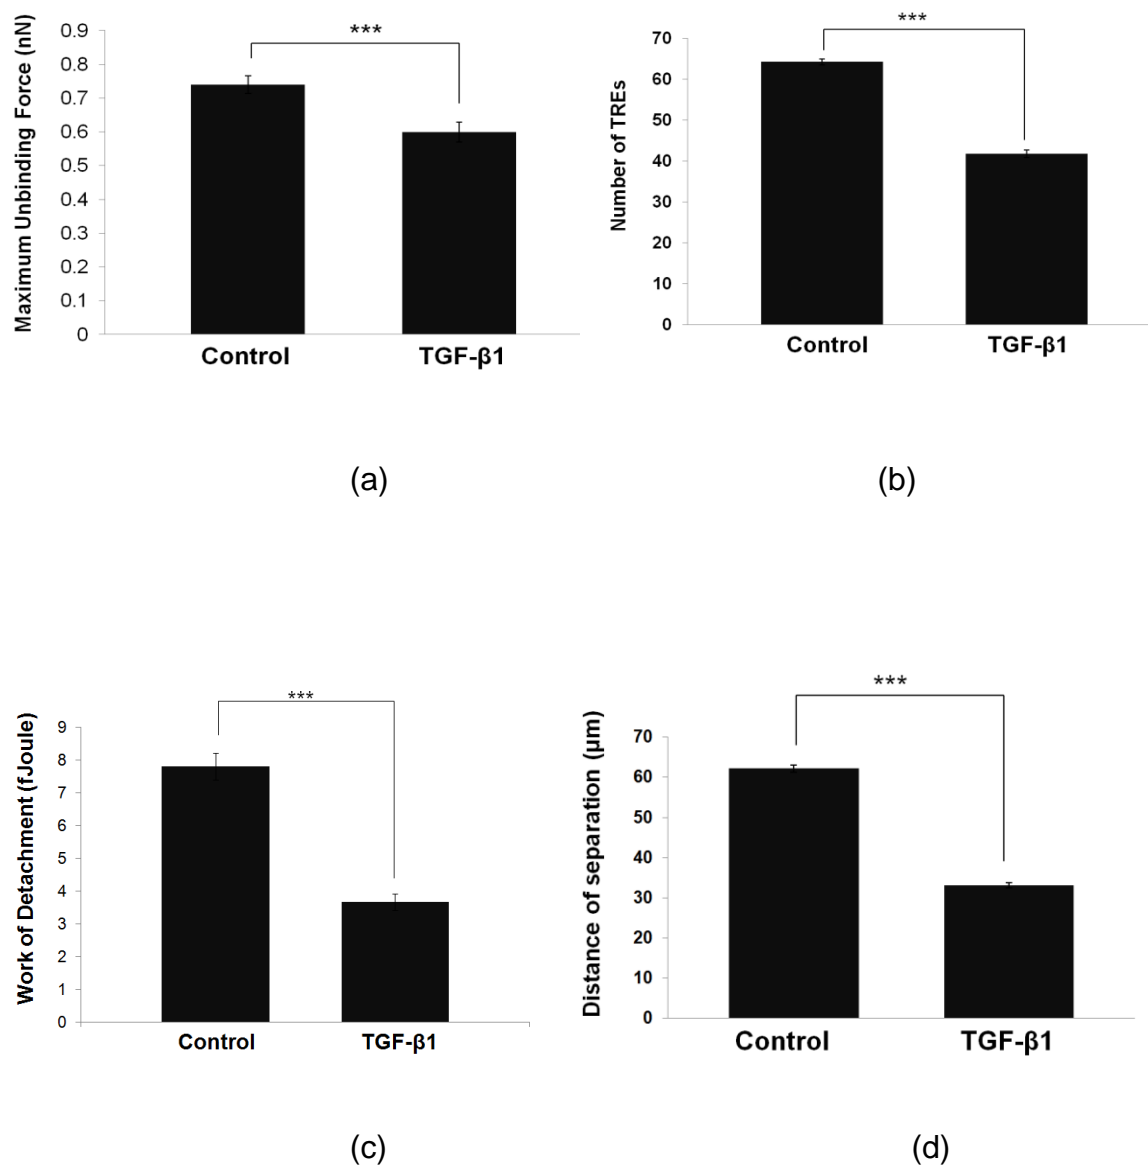 Maximum Unbinding Force (nN)
0.9
0.8
0.7
0.6
0.5
0.4
0.3
0.2
0.1
0
***
Control
TGF-β1
(a)
Number of TREs
70
60
50
40
30
20
10
0
***
Control
TGF-β1
(b)
Work of Detachment (fJoule)
9
8
7
6
5
4
3
2
1
0
***
Control
TGF-β1
(c)
Distance of separation (μm)
70
60
50
40
30
20
10
0
***
Control
TGF-β1
(d)